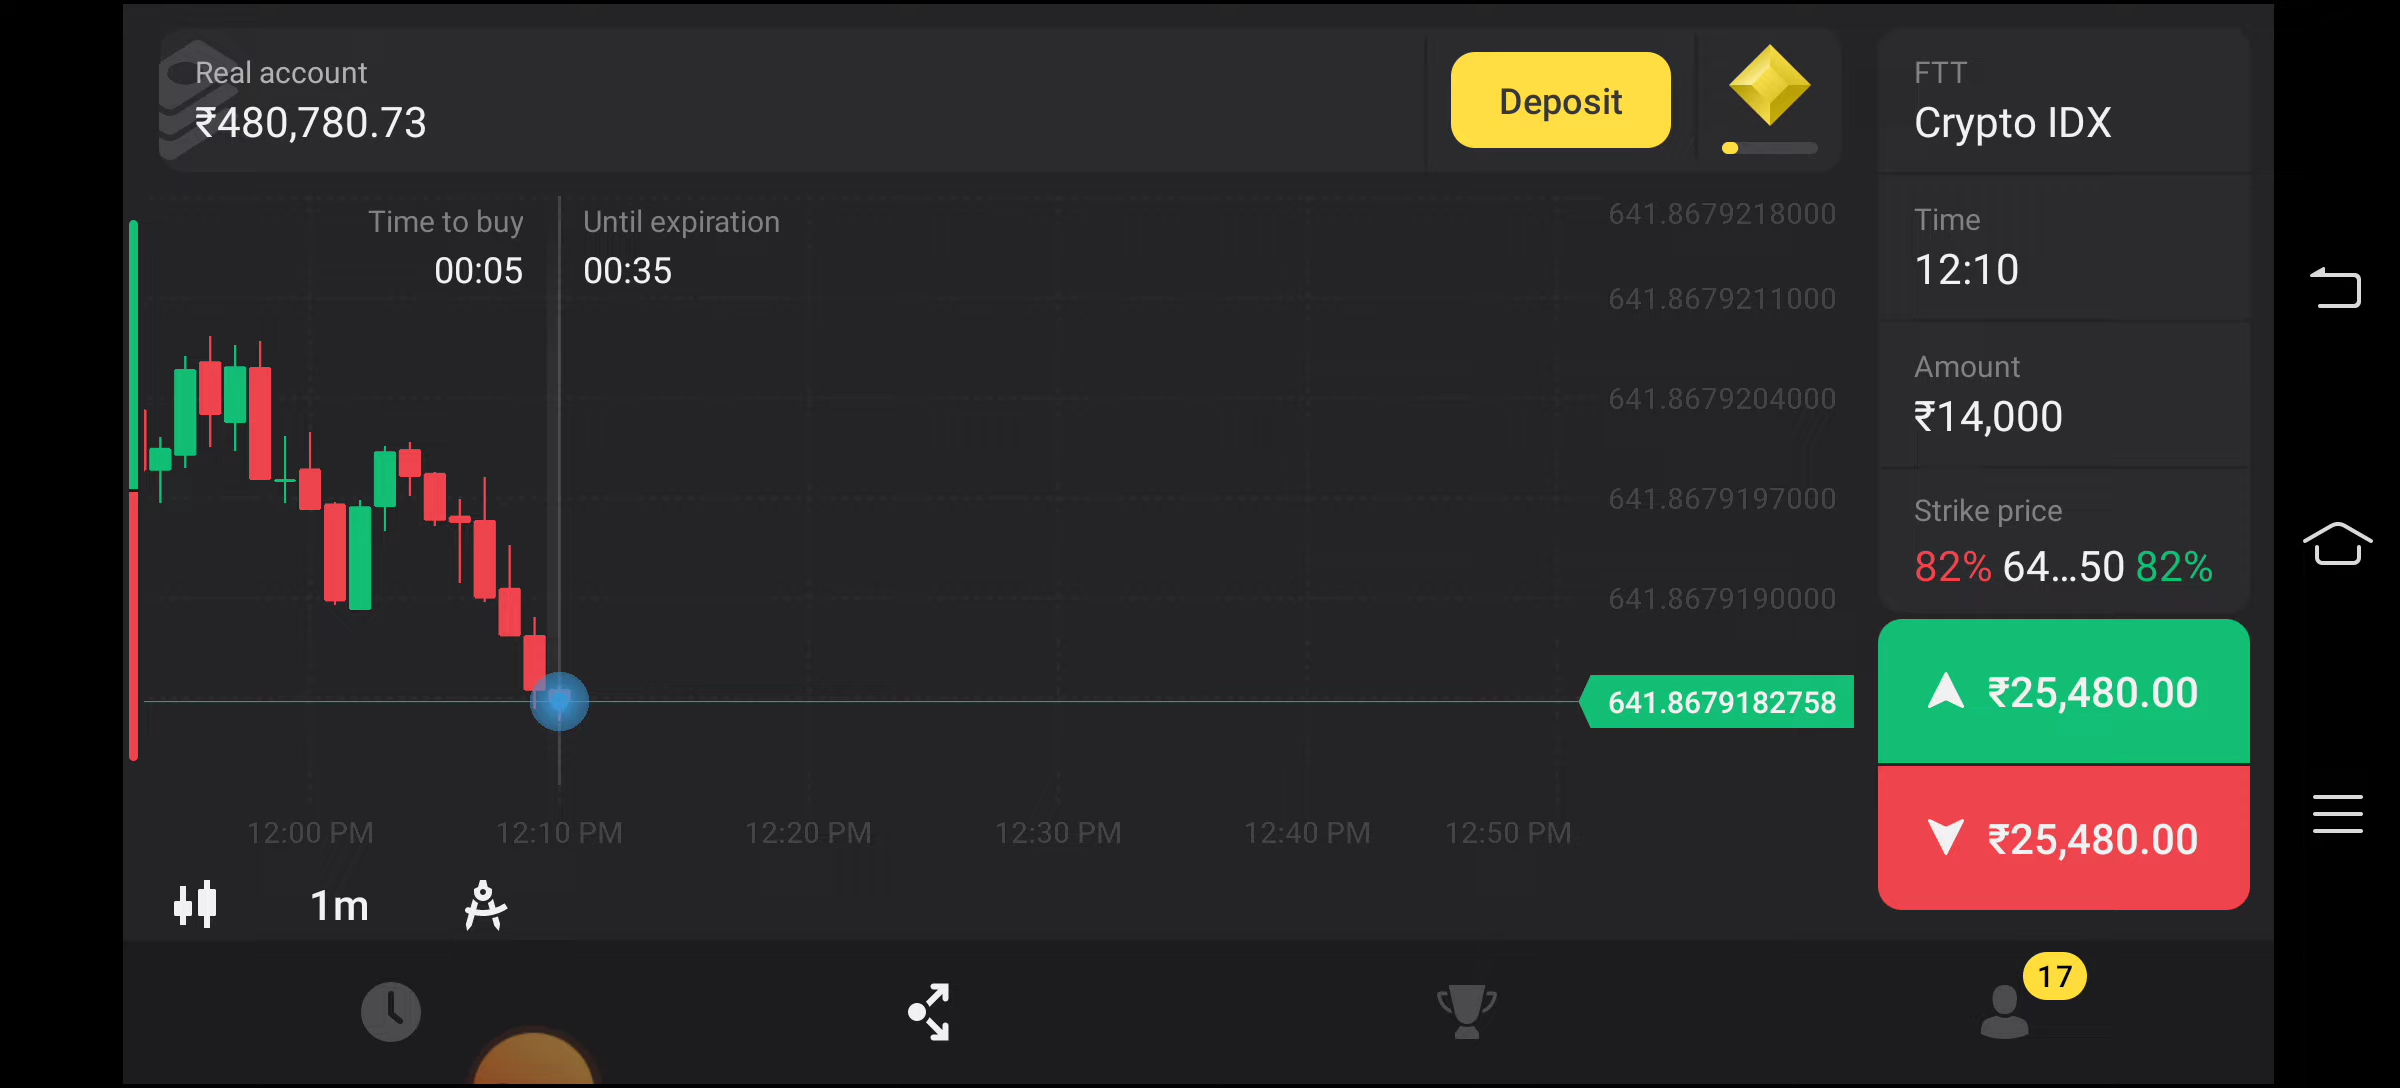 Real account
₹480,780.73
Deposit
FTT
Crypto IDX
Time to buy
00:05
Until expiration
00:35
641.8679218000
641.8679211000
641.8679204000
641.8679197000
641.8679190000
641.8679182758
Time
12:10
Amount
₹14,000
Strike price
82% 64...50 82%
₹25,480.00
₹25,480.00
12:00 PM
12:10 PM
12:20 PM
12:30 PM
12:40 PM
12:50 PM
1m
17